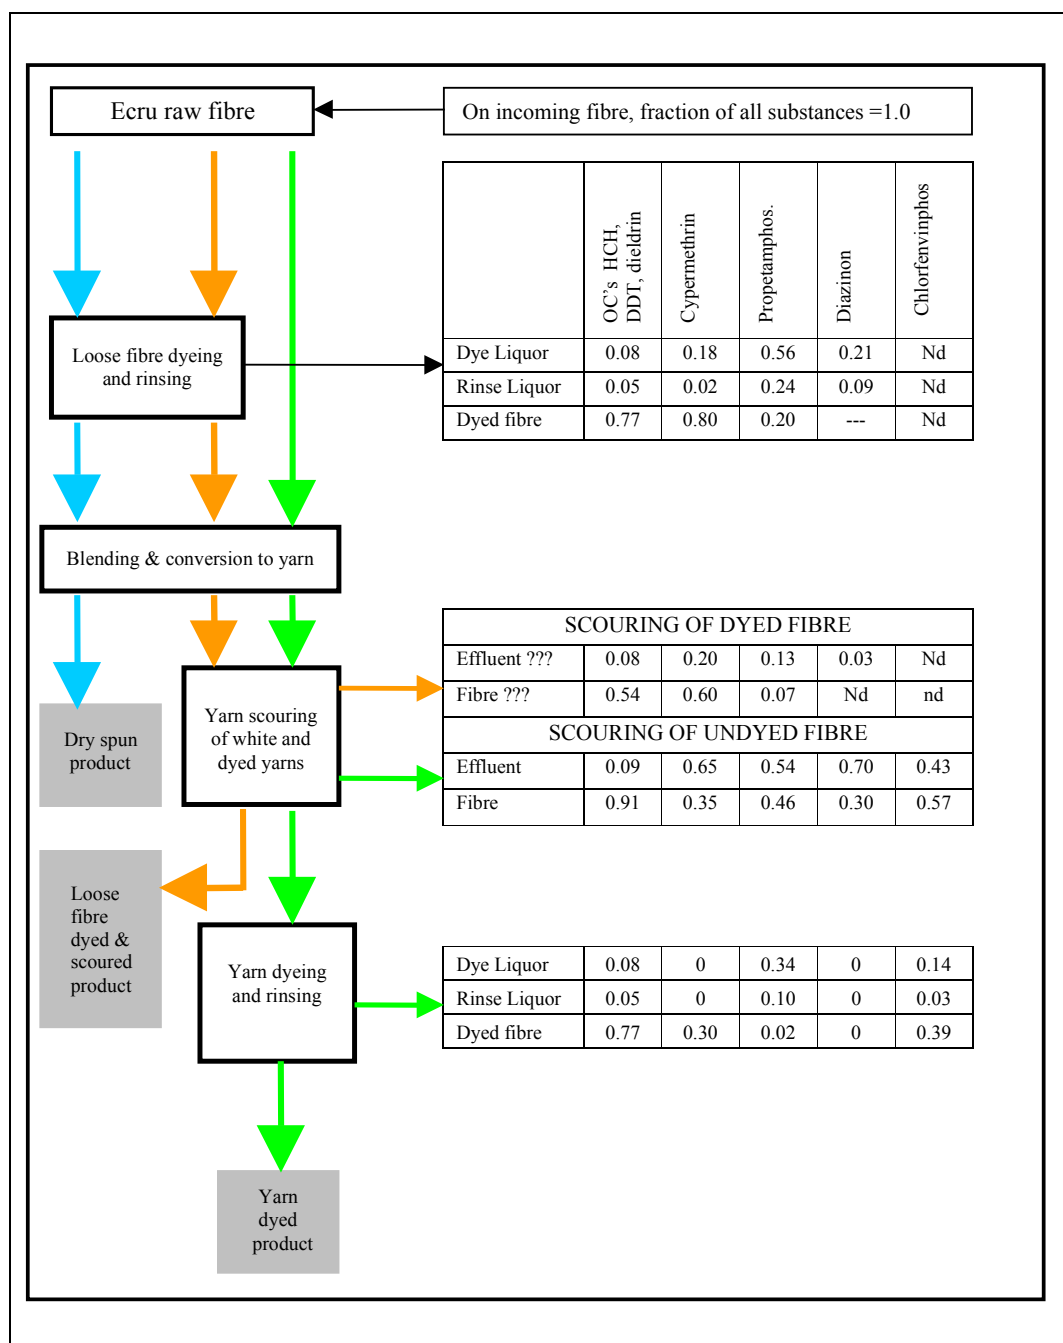 Ecru raw fibre
On incoming fibre, fraction of all substances =1.0
OC's HCH,
DDT, dieldrin
Cypermethrin
Propetamphos.
Diazinon
Chlorfenvinphos
Loose fibre dyeing
and rinsing
Dye Liquor 0.08 0.18 0.56 0.21 Nd
Rinse Liquor 0.05 0.02 0.24 0.09 Nd
Dyed fibre 0.77 0.80 0.20 --- Nd
Blending & conversion to yarn
SCOURING OF DYED FIBRE
Effluent ??? 0.08 0.20 0.13 0.03 Nd
Fibre ??? 0.54 0.60 0.07 Nd nd
SCOURING OF UNDYED FIBRE
Effluent 0.09 0.65 0.54 0.70 0.43
Fibre 0.91 0.35 0.46 0.30 0.57
Yarn scouring
of white and
dyed yarns
Dry spun
product
Loose
fibre
dyed &
scoured
product
Yarn dyeing
and rinsing
Dye Liquor 0.08 0 0.34 0 0.14
Rinse Liquor 0.05 0 0.10 0 0.03
Dyed fibre 0.77 0.30 0.02 0 0.39
Yarn
dyed
product